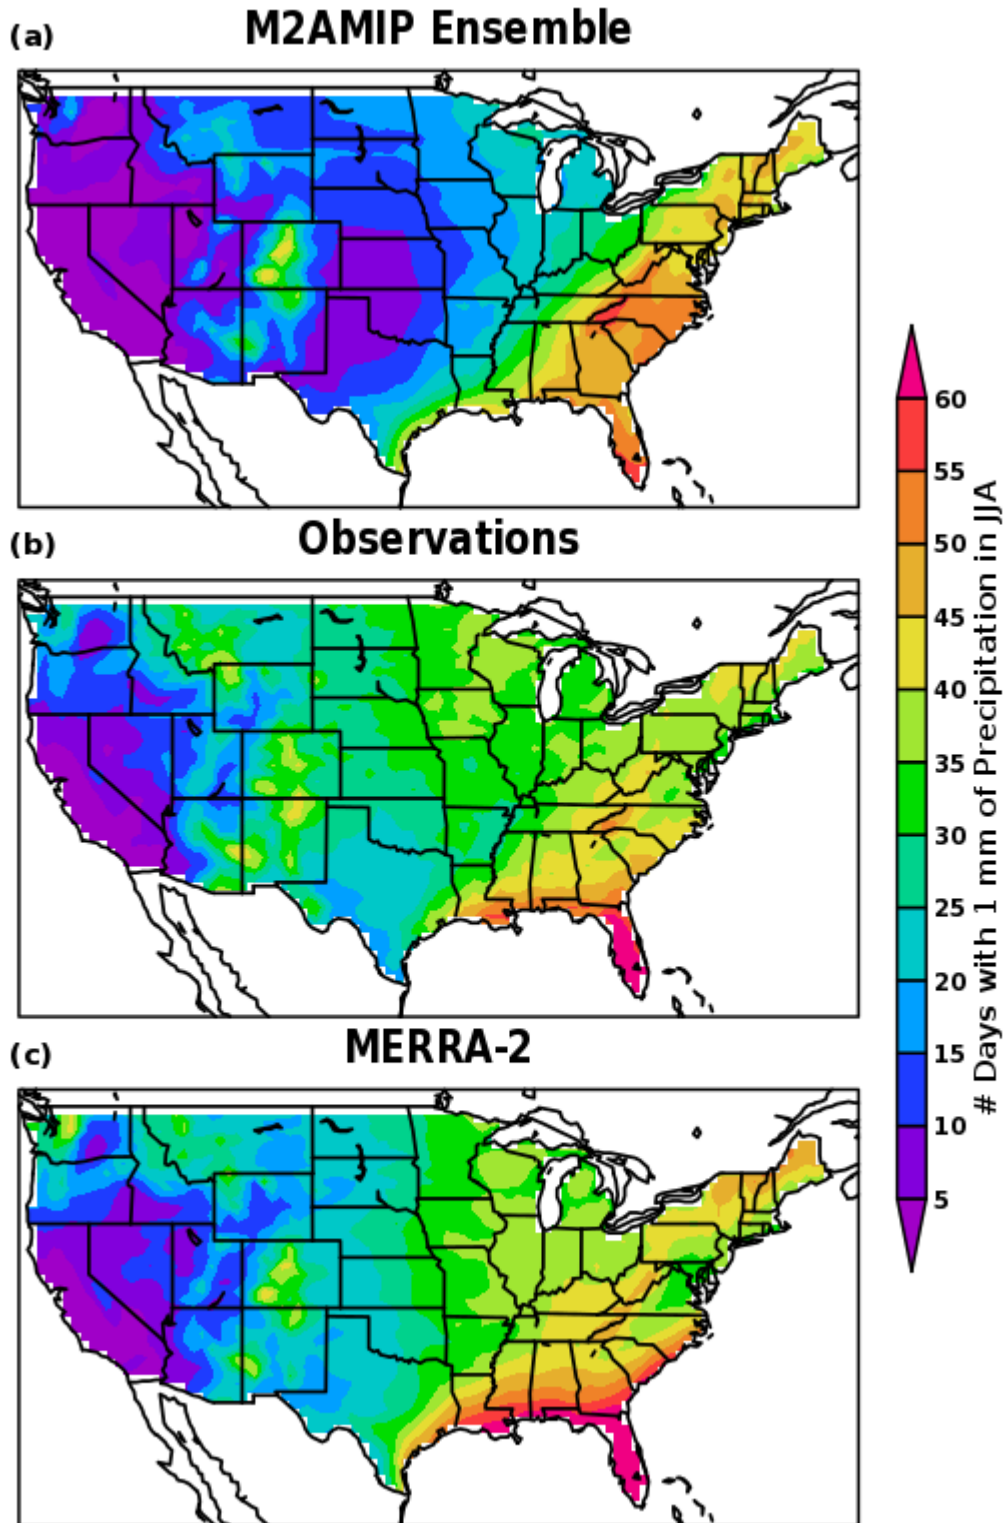 (a)
M2AMIP Ensemble
(b)
Observations
(c)
MERRA-2
60
55
50
45
40
35
30
25
20
15
10
5
# Days with 1 mm of Precipitation in JJA